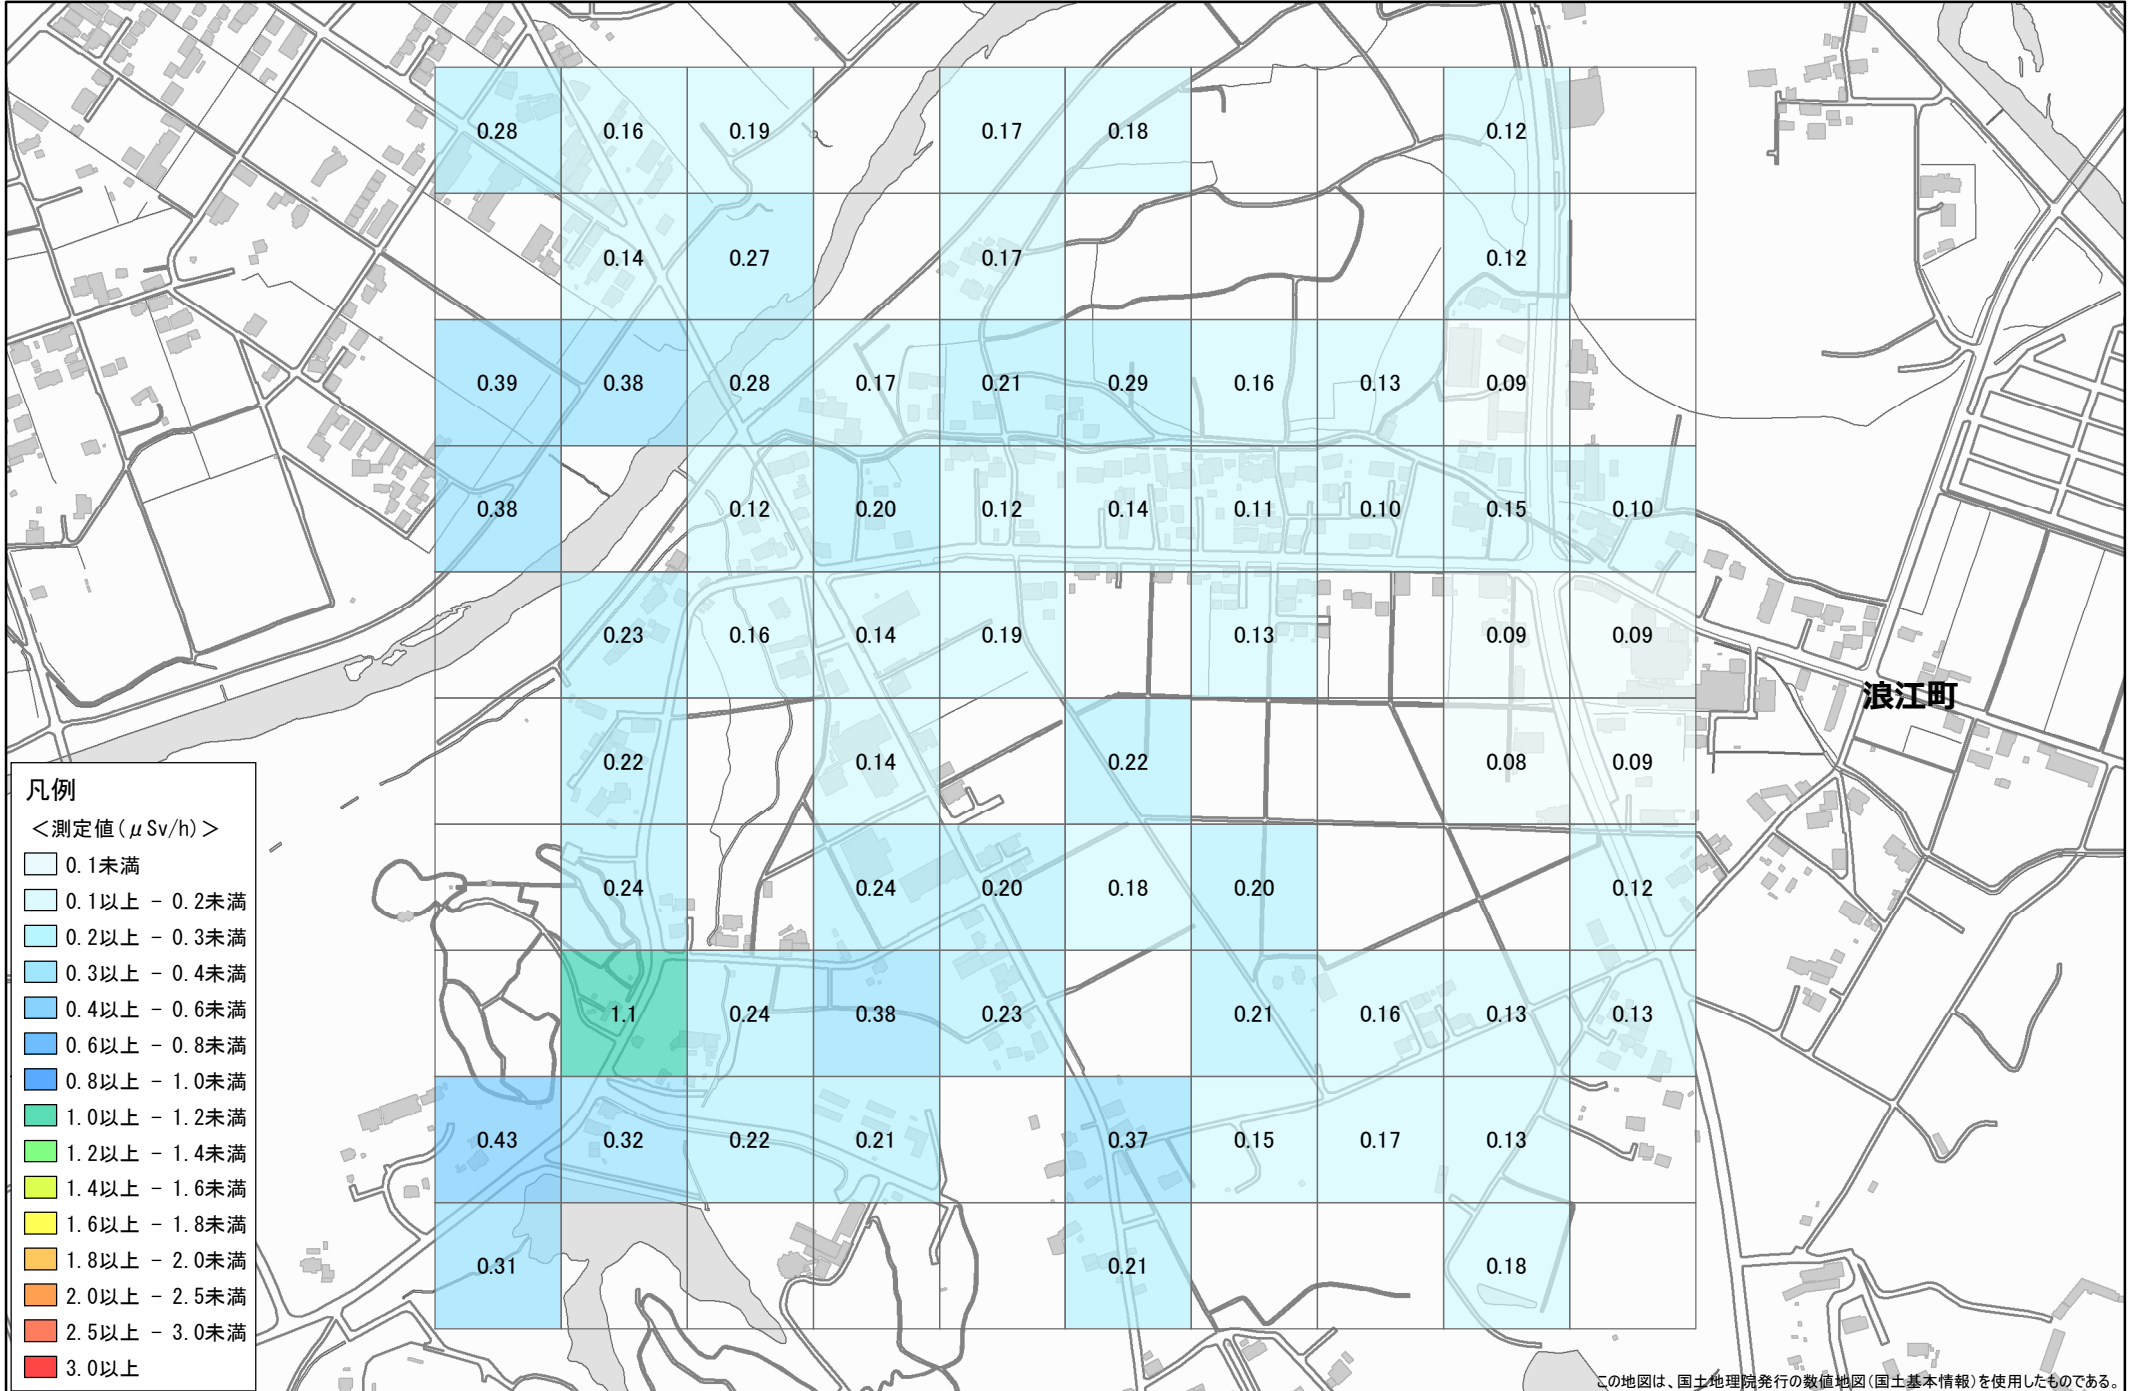 0.28 0.16 0.19 0.17 0.18 0.12
0.14 0.27 0.17 0.12
0.39 0.38 0.28 0.17 0.21 0.29 0.16 0.13 0.09
0.38 0.12 0.20 0.12 0.14 0.11 0.10 0.15 0.10
0.23 0.16 0.14 0.19 0.13 0.09 0.09
浪江町
0.22 0.14 0.22 0.08 0.09
0.24 0.24 0.20 0.18 0.20 0.12
1.1 0.24 0.38 0.23 0.21 0.16 0.13 0.13
0.43 0.32 0.22 0.21 0.37 0.15 0.17 0.13
0.31 0.21 0.18
凡例
<測定値(μSv/h)>
0.1未満
0.1以上 - 0.2未満
0.2以上 - 0.3未満
0.3以上 - 0.4未満
0.4以上 - 0.6未満
0.6以上 - 0.8未満
0.8以上 - 1.0未満
1.0以上 - 1.2未満
1.2以上 - 1.4未満
1.4以上 - 1.6未満
1.6以上 - 1.8未満
1.8以上 - 2.0未満
2.0以上 - 2.5未満
2.5以上 - 3.0未満
3.0以上
この地図は、国土地理院発行の数値地図(国土基本情報)を使用したものである。